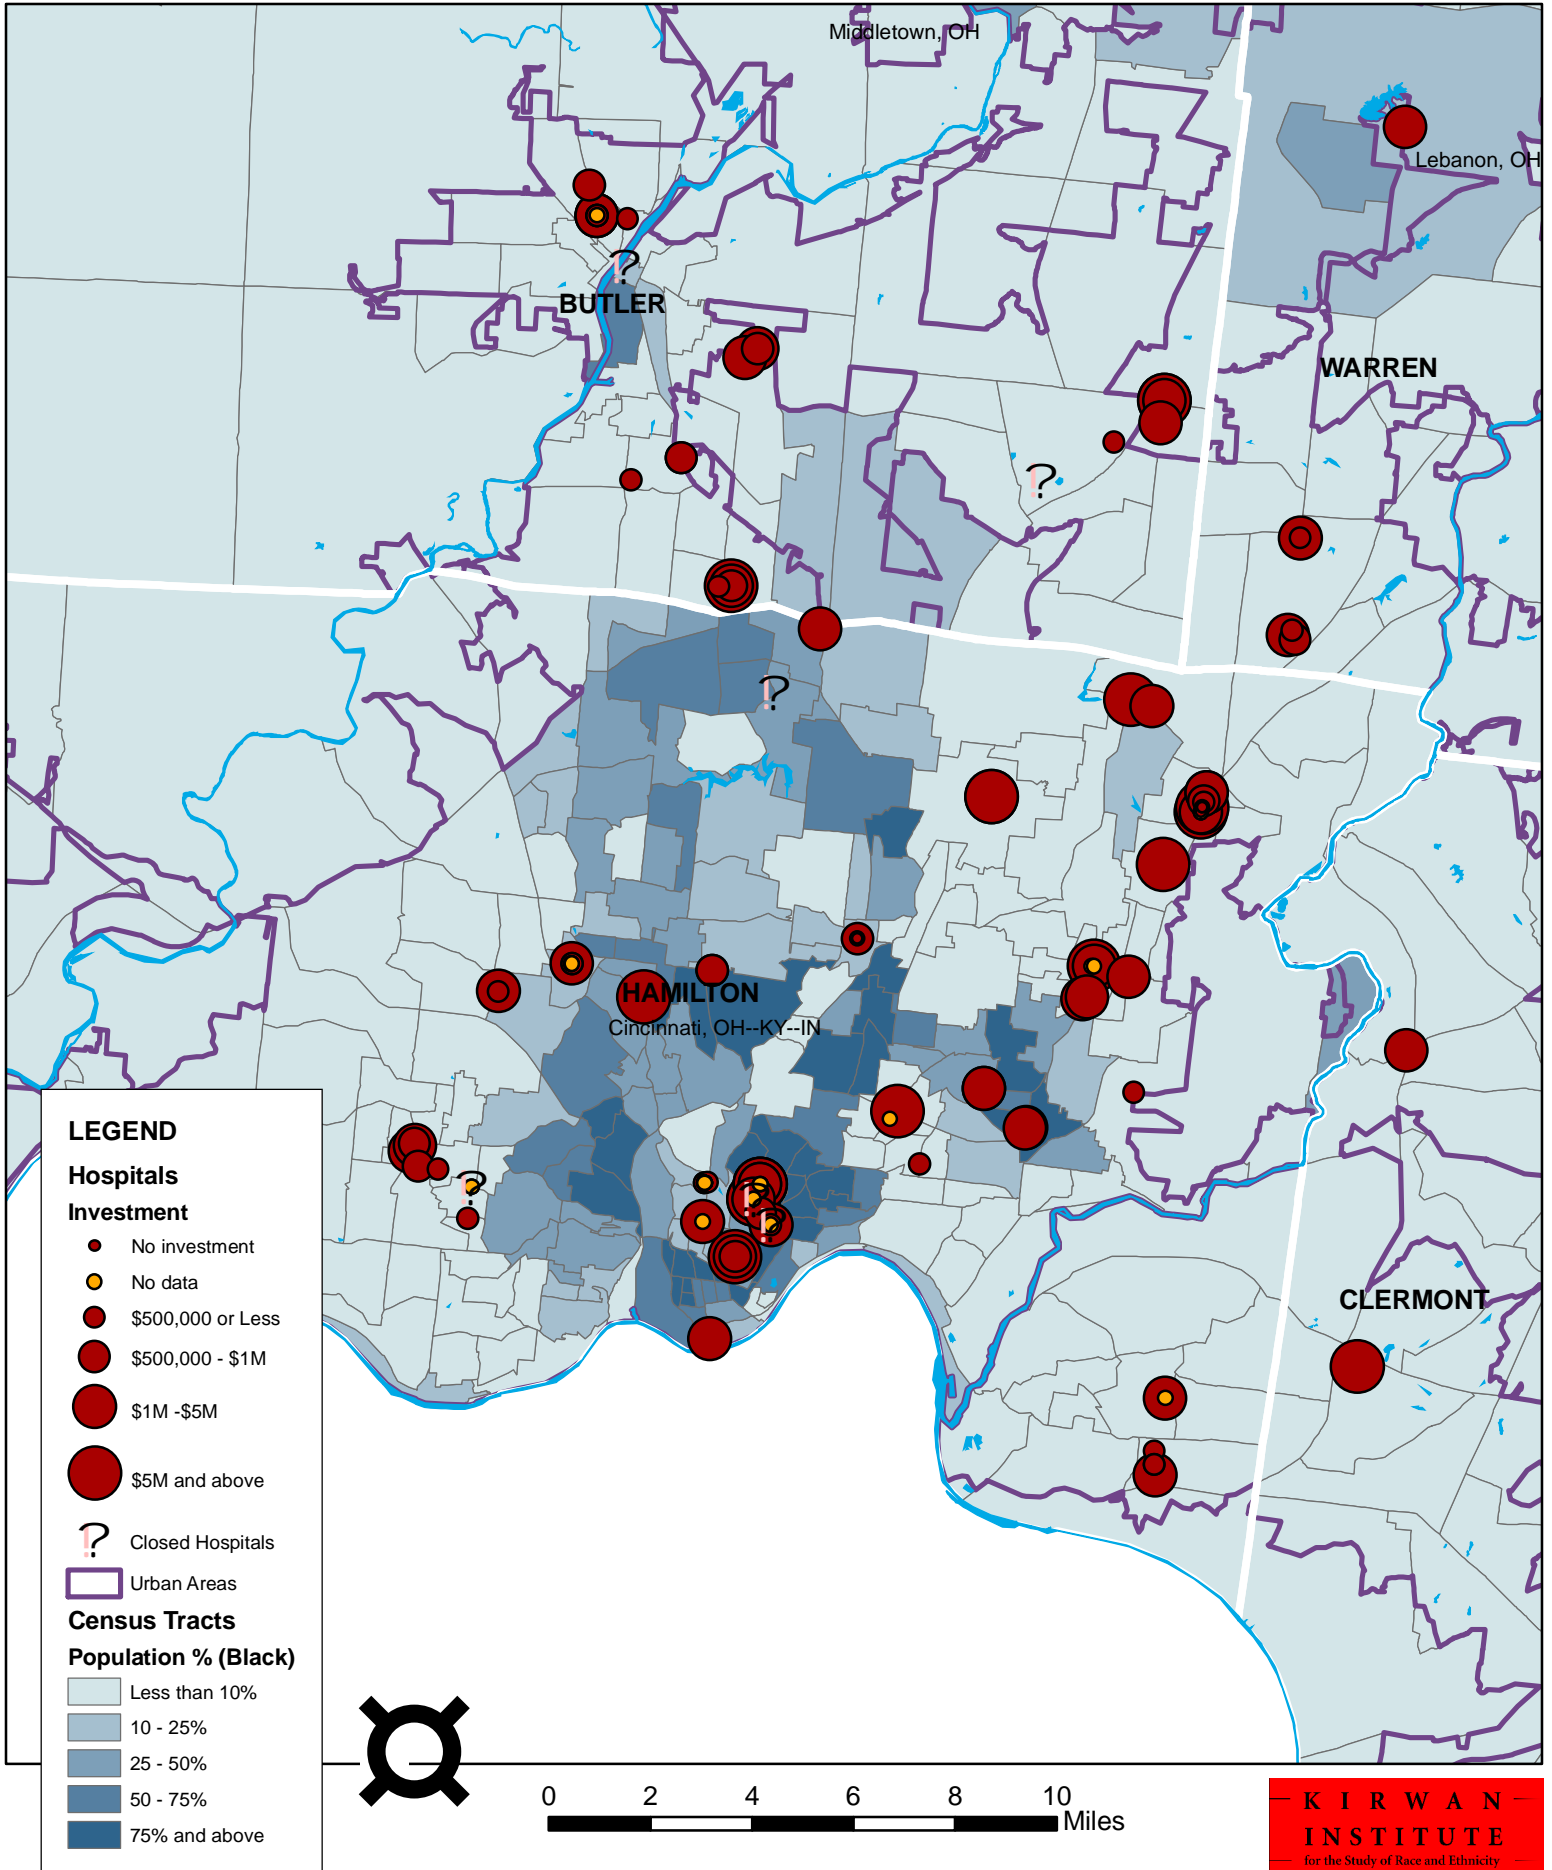 Middletown, OH
Lebanon, OH
BUTLER
WARREN
HAMILTON
Cincinnati, OH--KY--IN
CLERMONT
LEGEND
Hospitals
Investment
No investment
No data
$500,000 or Less
$500,000 - $1M
$1M -$5M
$5M and above
Closed Hospitals
Urban Areas
Census Tracts
Population % (Black)
Less than 10%
10 - 25%
25 - 50%
50 - 75%
75% and above
0 2 4 6 8 10
Miles
KIRWAN
INSTITUTE
for the Study of Race and Ethnicity